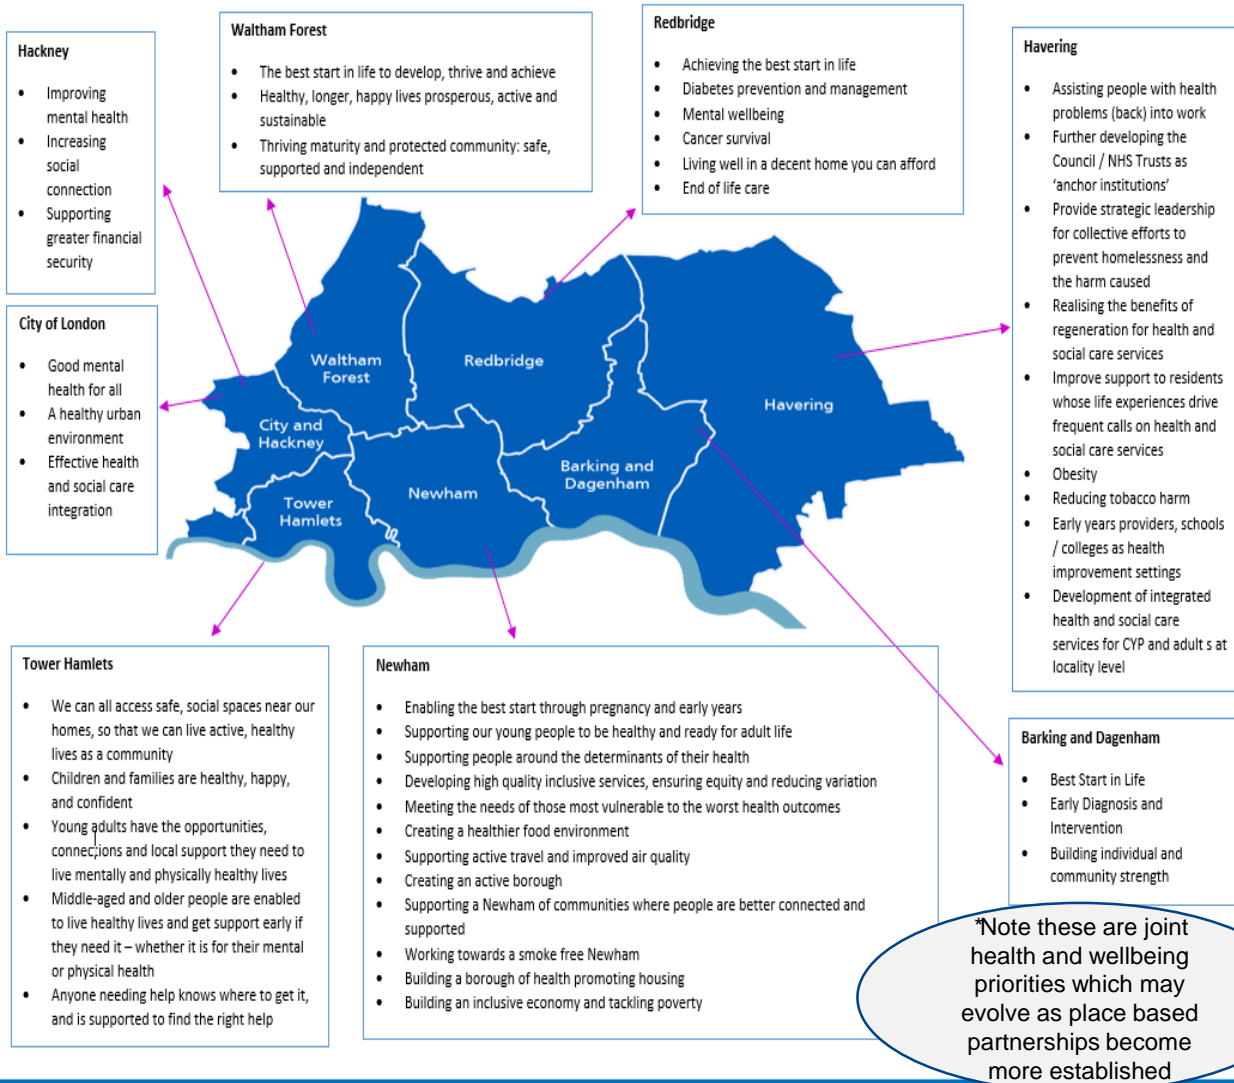 Hackney
• Improving
mental health
• Increasing
social
connection
• Supporting
greater financial
security
Waltham Forest
• The best start in life to develop, thrive and achieve
• Healthy, longer, happy lives prosperous, active and
sustainable
• Thriving maturity and protected community: safe,
supported and independent
Redbridge
• Achieving the best start in life
• Diabetes prevention and management
• Mental wellbeing
• Cancer survival
• Living well in a decent home you can afford
• End of life care
Havering
• Assisting people with health
problems (back) into work
• Further developing the
Council / NHS Trusts as
‘anchor institutions’
• Provide strategic leadership
for collective efforts to
prevent homelessness and
the harm caused
• Realising the benefits of
regeneration for health and
social care services
• Improve support to residents
whose life experiences drive
frequent calls on health and
social care services
• Obesity
• Reducing tobacco harm
• Early years providers, schools
/ colleges as health
improvement settings
• Development of integrated
health and social care
services for CYP and adult s at
locality level
City of London
• Good mental
health for all
• A healthy urban
environment
• Effective health
and social care
integration
Waltham
Forest
Redbridge
Havering
City and
Hackney
Tower
Hamlets
Newham
Barking and
Dagenham
Tower Hamlets
• We can all access safe, social spaces near our
homes, so that we can live active, healthy
lives as a community
• Children and families are healthy, happy,
and confident
• Young adults have the opportunities,
connections and local support they need to
live mentally and physically healthy lives
• Middle-aged and older people are enabled
to live healthy lives and get support early if
they need it – whether it is for their mental
or physical health
• Anyone needing help knows where to get it,
and is supported to find the right help
Newham
• Enabling the best start through pregnancy and early years
• Supporting our young people to be healthy and ready for adult life
• Supporting people around the determinants of their health
• Developing high quality inclusive services, ensuring equity and reducing variation
• Meeting the needs of those most vulnerable to the worst health outcomes
• Creating a healthier food environment
• Supporting active travel and improved air quality
• Creating an active borough
• Supporting a Newham of communities where people are better connected and
supported
• Working towards a smoke free Newham
• Building a borough of health promoting housing
• Building an inclusive economy and tackling poverty
Barking and Dagenham
• Best Start in Life
• Early Diagnosis and
Intervention
• Building individual and
community strength
*Note these are joint
health and wellbeing
priorities which may
evolve as place based
partnerships become
more established